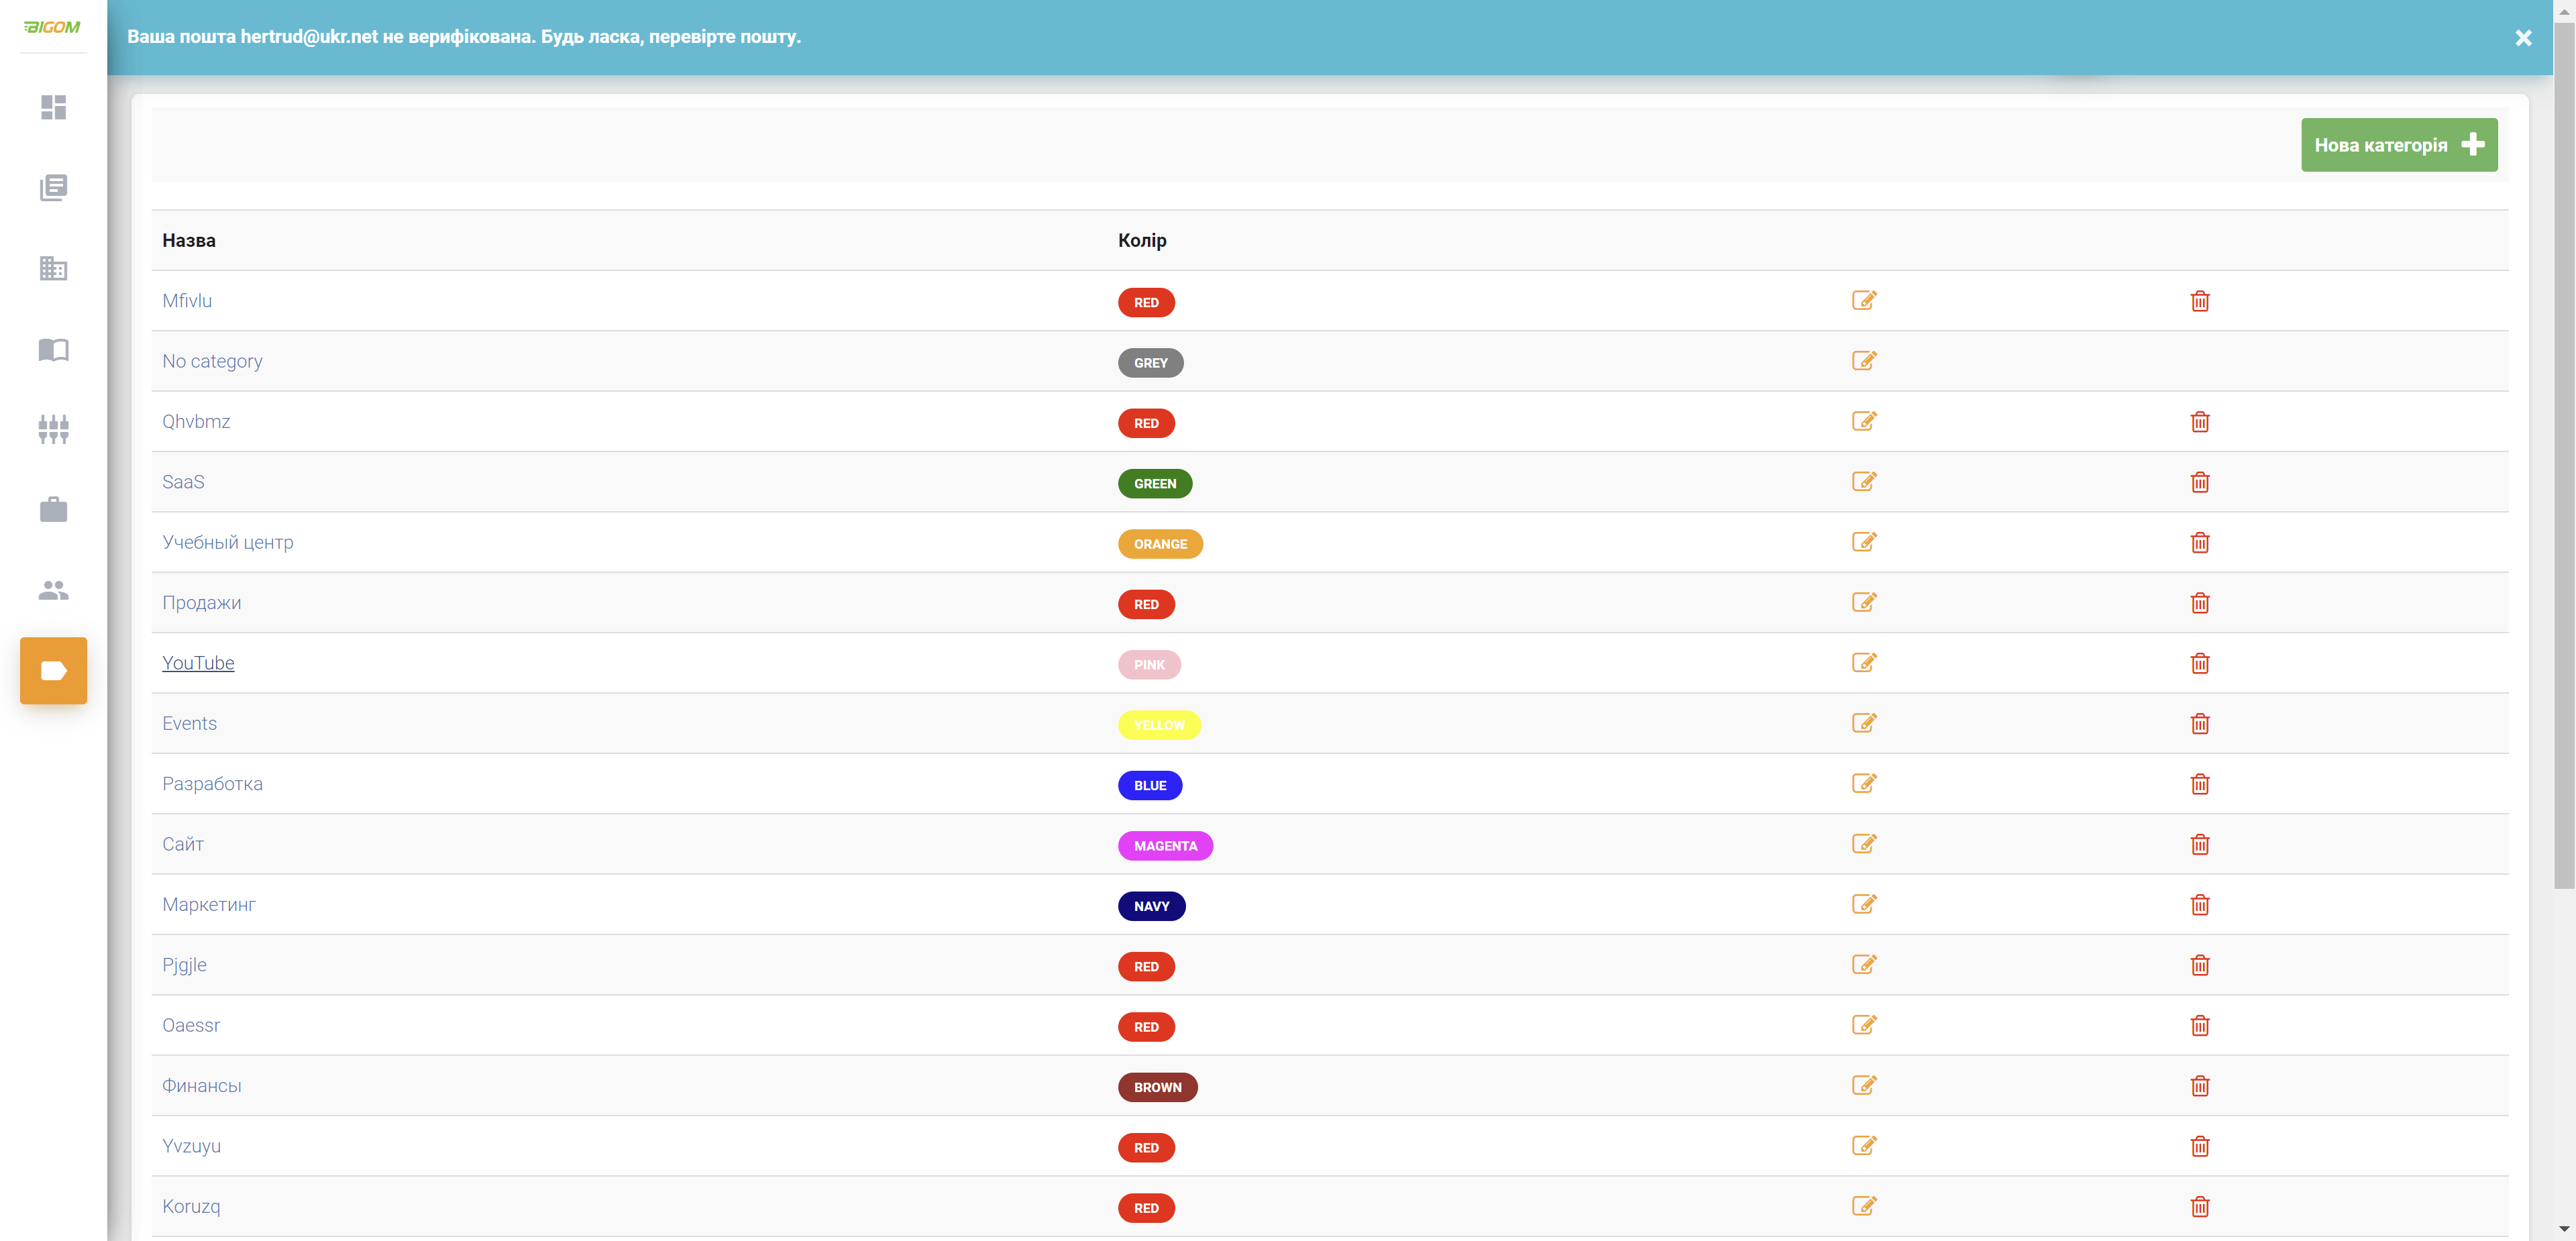 BIGOM
Ваша пошта hertrud@ukr.net не верифікована. Будь ласка, перевірте пошту.
Нова категорія
Назва Колір
Mfivlu RED
No category GREY
Qhvbmz RED
SaaS GREEN
Учебный центр ORANGE
Продажи RED
YouTube PINK
Events YELLOW
Разработка BLUE
Сайт MAGENTA
Маркетинг NAVY
Pjgjle RED
Oaessr RED
Финансы BROWN
Yvzuyu RED
Koruzq RED